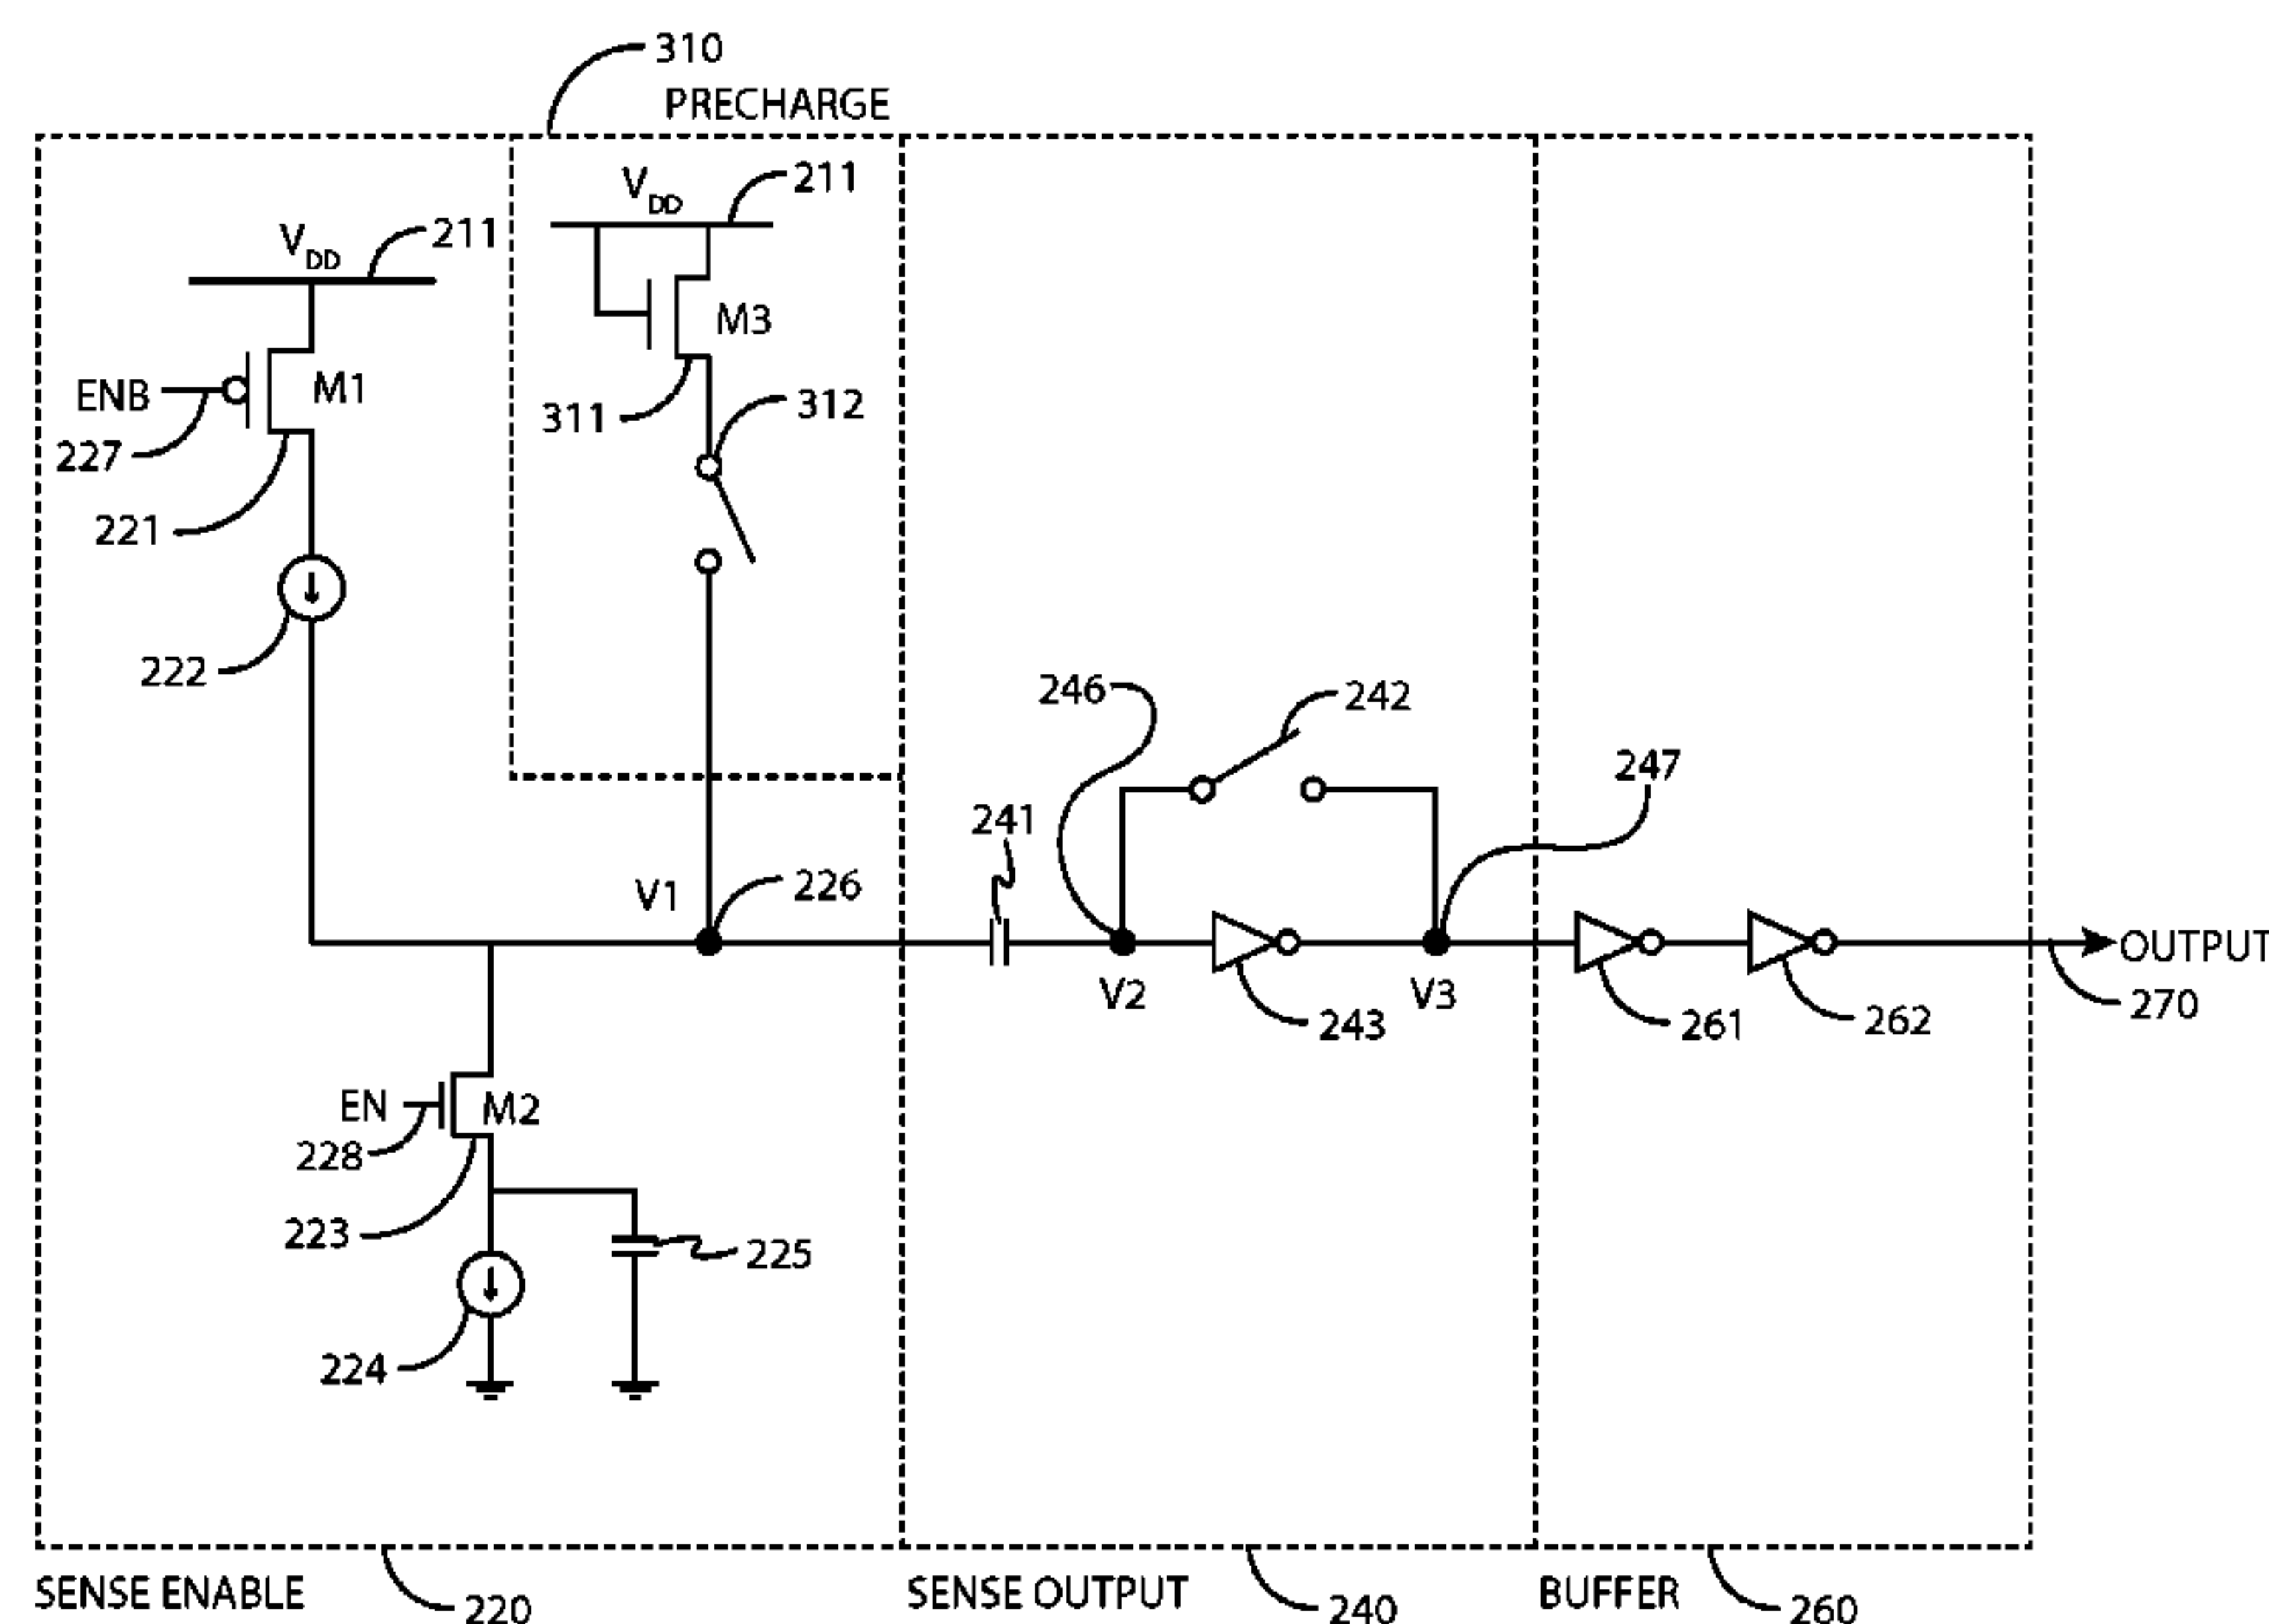 310
PRECHARGE
VDD
211
VDD
211
M3
ENB
M1
227
311
312
221
222
246
242
247
241
V1
226
V2
243
V3
261
262
OUTPUT
270
EN
M2
228
223
225
224
SENSE ENABLE
220
SENSE OUTPUT
240
BUFFER
260